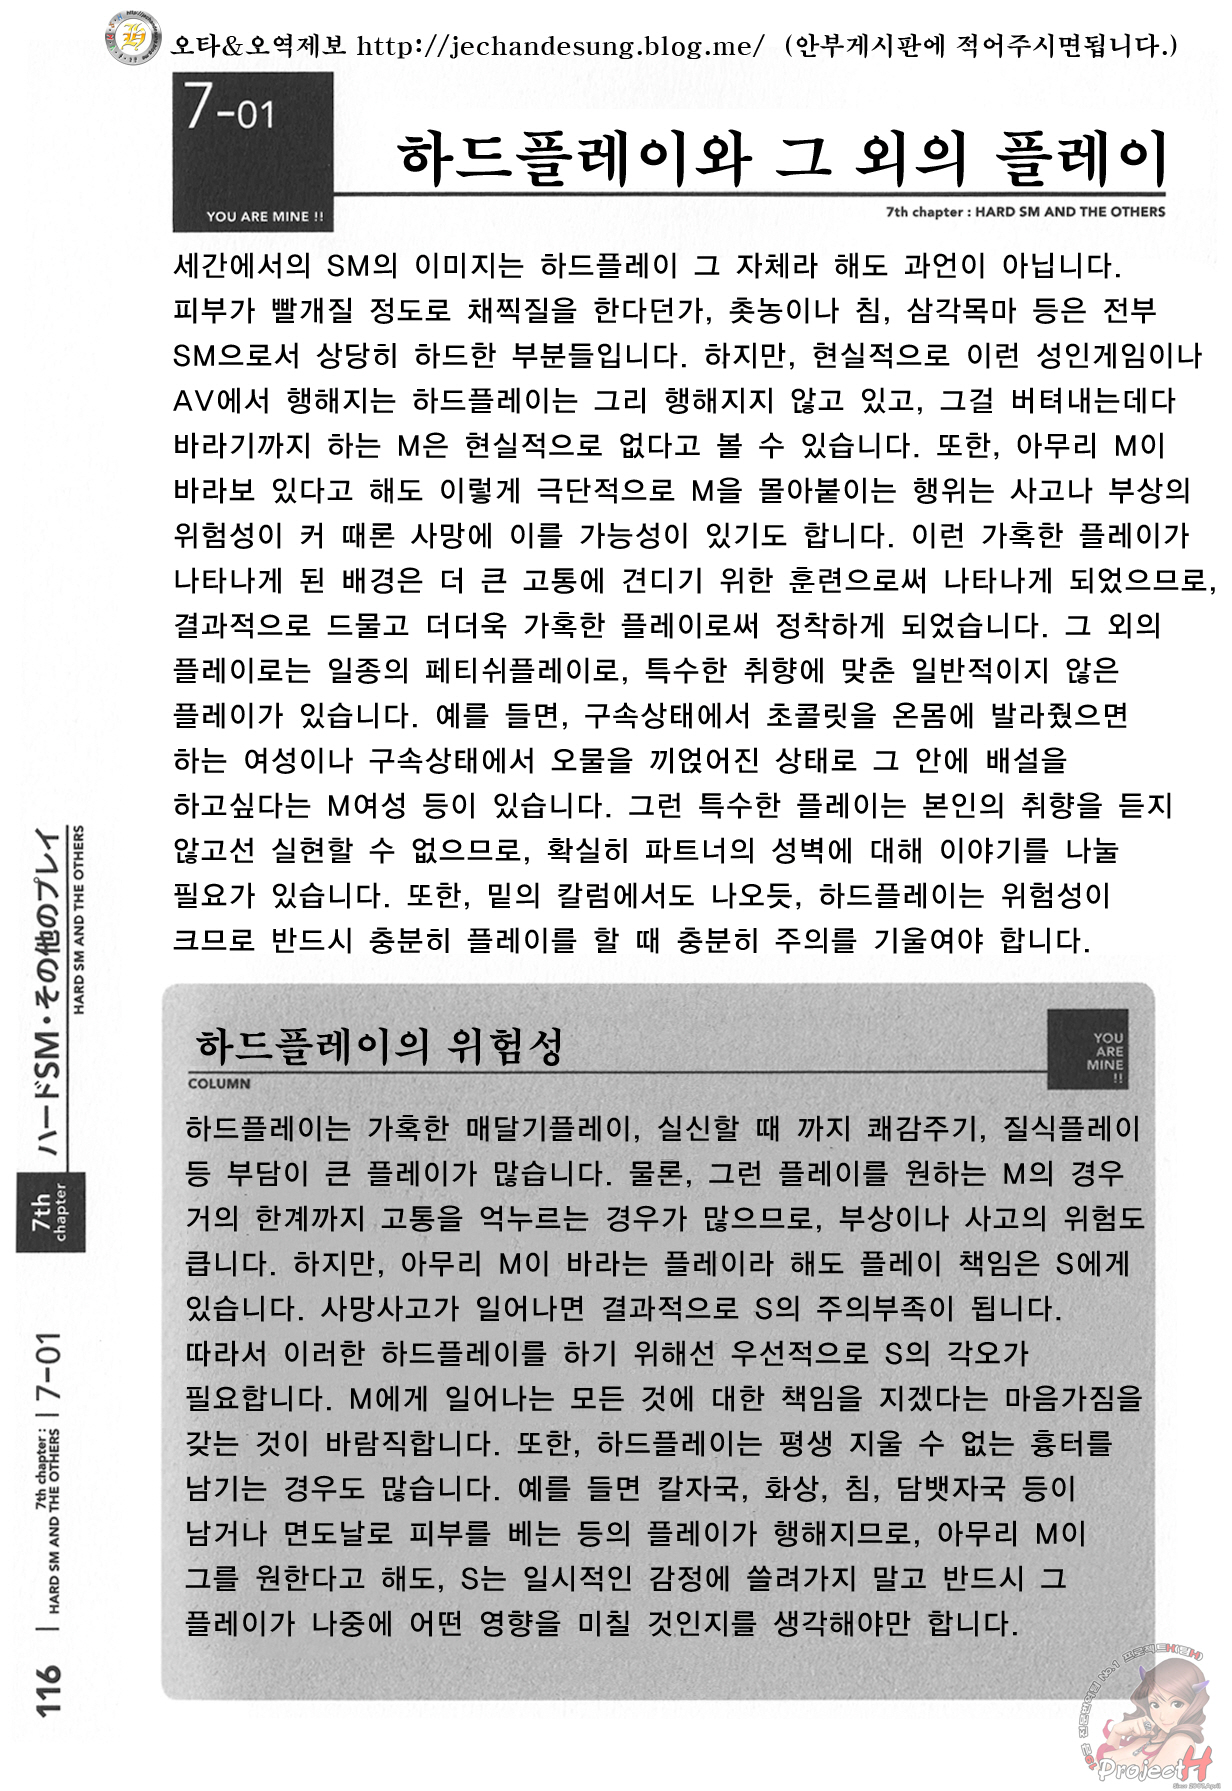 오타&오역제보 http://jechandesung.blog.me/ (안부게시판에 적어주시면됩니다.)
7-01
YOU ARE MINE !!
하드플레이와 그 외의 플레이
7th chapter : HARD SM AND THE OTHERS
세간에서의 SM의 이미지는 하드플레이 그 자체라 해도 과언이 아닙니다.
피부가 빨개질 정도로 채찍질을 한다던가, 촛농이나 침, 삼각목마 등은 전부
SM으로서 상당히 하드한 부분들입니다. 하지만, 현실적으로 이런 성인게임이나
AV에서 행해지는 하드플레이는 그리 행해지지 않고 있고, 그걸 버텨내는데다
바라기까지 하는 M은 현실적으로 없다고 볼 수 있습니다. 또한, 아무리 M이
바라보 있다고 해도 이렇게 극단적으로 M을 몰아붙이는 행위는 사고나 부상의
위험성이 커 때론 사망에 이를 가능성이 있기도 합니다. 이런 가혹한 플레이가
나타나게 된 배경은 더 큰 고통에 견디기 위한 훈련으로써 나타나게 되었으므로,
결과적으로 드물고 더더욱 가혹한 플레이로써 정착하게 되었습니다. 그 외의
플레이로는 일종의 페티쉬플레이로, 특수한 취향에 맞춘 일반적이지 않은
플레이가 있습니다. 예를 들면, 구속상태에서 초콜릿을 온몸에 발라줬으면
하는 여성이나 구속상태에서 오물을 끼얹어진 상태로 그 안에 배설을
하고싶다는 M여성 등이 있습니다. 그런 특수한 플레이는 본인의 취향을 듣지
않고선 실현할 수 없으므로, 확실히 파트너의 성벽에 대해 이야기를 나눌
필요가 있습니다. 또한, 밑의 칼럼에서도 나오듯, 하드플레이는 위험성이
크므로 반드시 충분히 플레이를 할 때 충분히 주의를 기울여야 합니다.
하드플레이의 위험성
COLUMN
YOU
ARE
MINE
!!
하드플레이는 가혹한 매달기플레이, 실신할 때 까지 쾌감주기, 질식플레이
등 부담이 큰 플레이가 많습니다. 물론, 그런 플레이를 원하는 M의 경우
거의 한계까지 고통을 억누르는 경우가 많으므로, 부상이나 사고의 위험도
큽니다. 하지만, 아무리 M이 바라는 플레이라 해도 플레이 책임은 S에게
있습니다. 사망사고가 일어나면 결과적으로 S의 주의부족이 됩니다.
따라서 이러한 하드플레이를 하기 위해선 우선적으로 S의 각오가
필요합니다. M에게 일어나는 모든 것에 대한 책임을 지겠다는 마음가짐을
갖는 것이 바람직합니다. 또한, 하드플레이는 평생 지울 수 없는 흉터를
남기는 경우도 많습니다. 예를 들면 칼자국, 화상, 침, 담뱃자국 등이
남거나 면도날로 피부를 베는 등의 플레이가 행해지므로, 아무리 M이
그를 원한다고 해도, S는 일시적인 감정에 쓸려가지 말고 반드시 그
플레이가 나중에 어떤 영향을 미칠 것인지를 생각해야만 합니다.
ハードSM・その他のプレイ
HARD SM AND THE OTHERS
7th
chapter
7-01
7th chapter :
HARD SM AND THE OTHERS
116
Project H